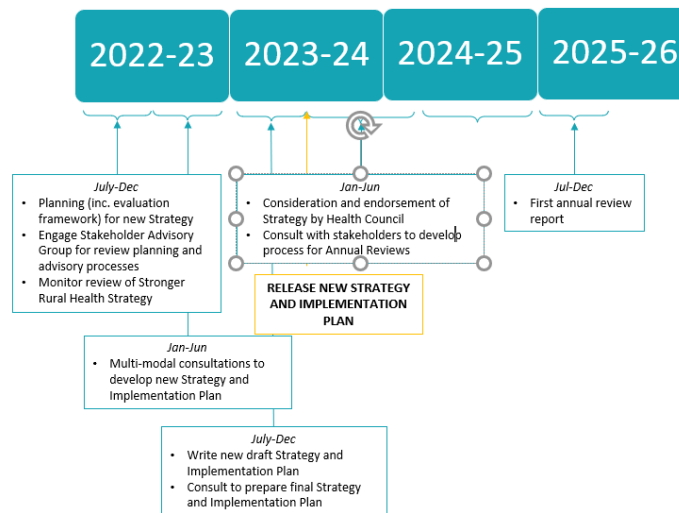 2022-23
2023-24
2024-25
2025-26
July-Dec
• Planning (inc. evaluation
framework) for new Strategy
• Engage Stakeholder Advisory
Group for review planning and
advisory processes
• Monitor review of Stronger
Rural Health Strategy
Jan-Jun
• Consideration and endorsement of
Strategy by Health Council
• Consult with stakeholders to develop
process for Annual Reviews
Jul-Dec
• First annual review
report
RELEASE NEW STRATEGY
AND IMPLEMENTATION
PLAN
Jan-Jun
• Multi-modal consultations to
develop new Strategy and
Implementation Plan
July-Dec
• Write new draft Strategy and
Implementation Plan
• Consult to prepare final Strategy
and Implementation Plan